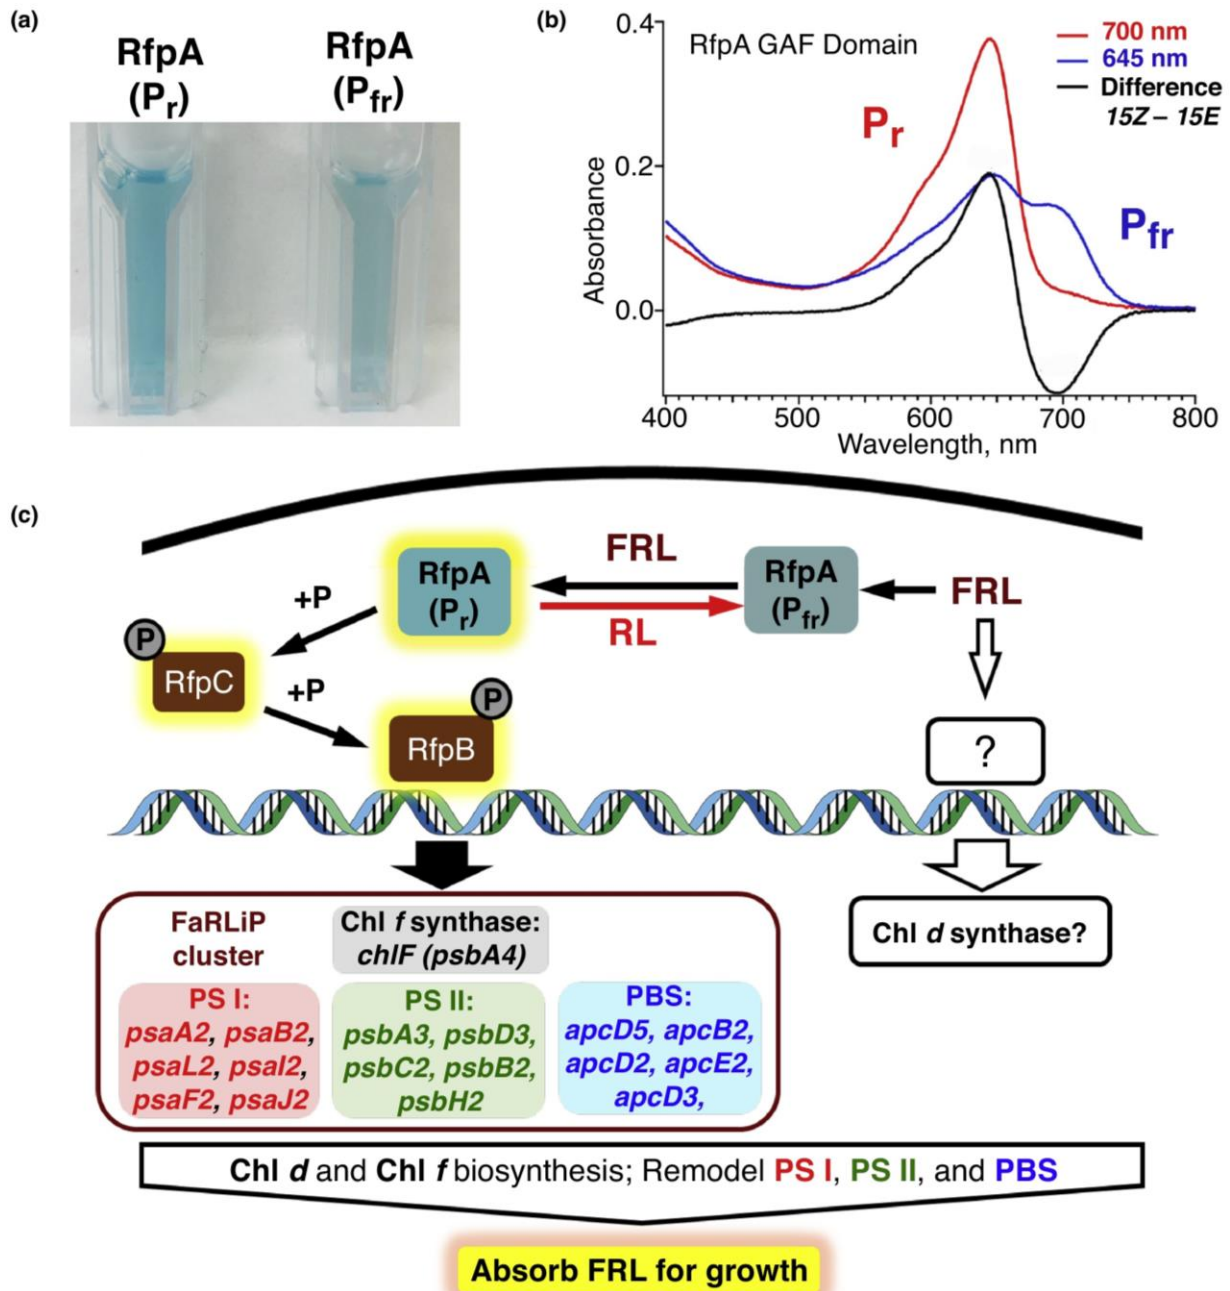 (a)
RfpA
(Pr)
RfpA
(Pfr)
(b)
RfpA GAF Domain
700 nm
645 nm
Difference
15Z – 15E
Pr
Pfr
0.4
0.2
0.0
Absorbance
400
500
600
700
800
Wavelength, nm
(c)
RfpA
(Pr)
FRL
RL
RfpA
(Pfr)
FRL
+P
P
RfpC
+P
P
RfpB
?
FaRLiP
cluster
Chl f synthase:
chlF (psbA4)
PS I:
psaA2, psaB2,
psaL2, psaI2,
psaF2, psaJ2
PS II:
psbA3, psbD3,
psbC2, psbB2,
psbH2
PBS:
apcD5, apcB2,
apcD2, apcE2,
apcD3,
Chl d synthase?
Chl d and Chl f biosynthesis; Remodel PS I, PS II, and PBS
Absorb FRL for growth